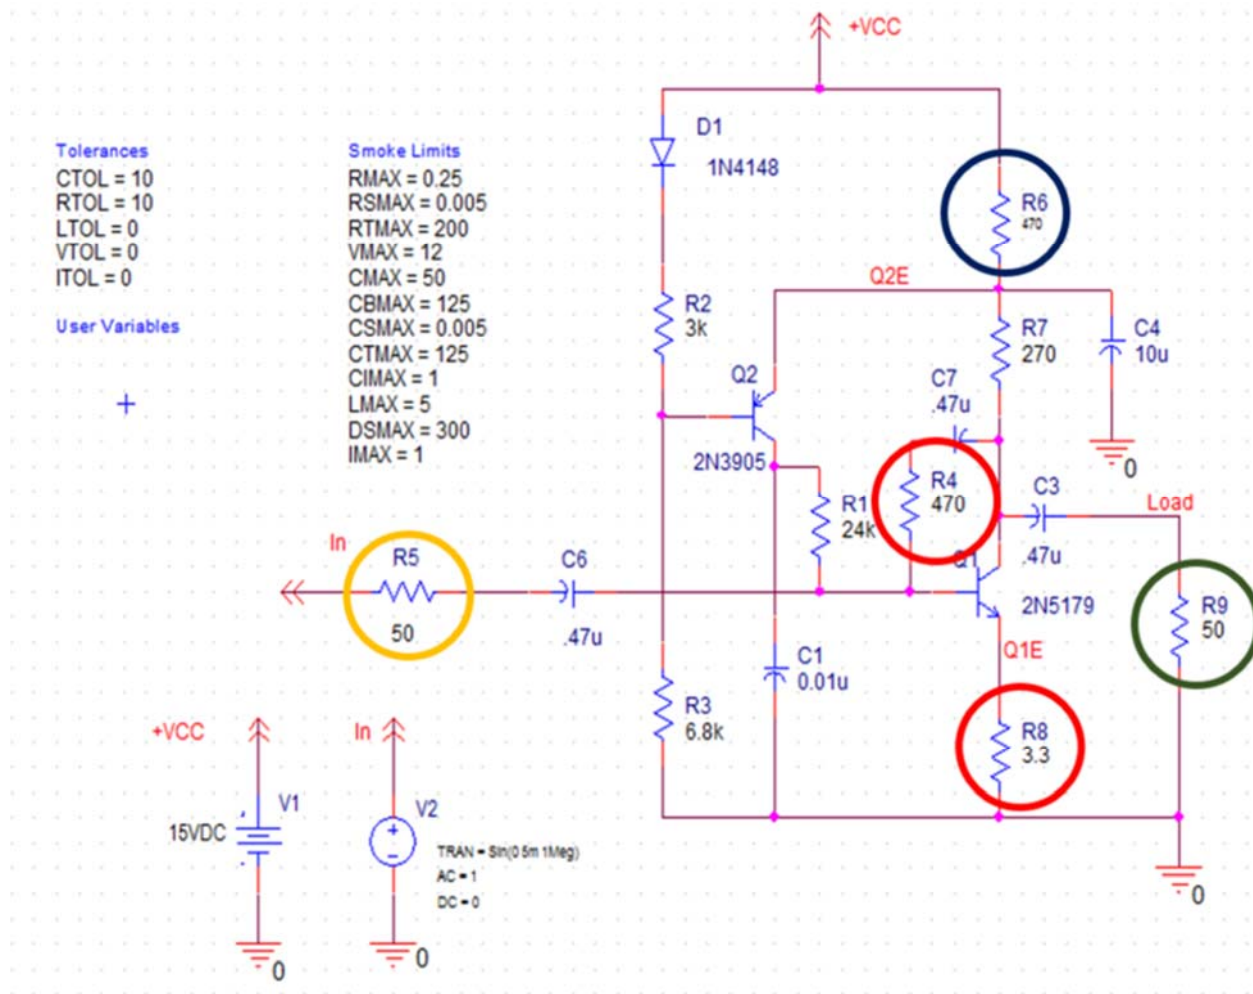 +VCC
D1
1N4148
Tolerances
CTOL = 10
RTOL = 10
LTOL = 0
VTOL = 0
ITOL = 0
User Variables
Smoke Limits
RMAX = 0.25
RSMAX = 0.005
RTMAX = 200
VMAX = 12
CMAX = 50
CBMAX = 125
CSMAX = 0.005
CTMAX = 125
CIMAX = 1
LMAX = 5
DSMAX = 300
IMAX = 1
R6
470
Q2E
R2
3k
R7
270
C4
10u
0
Q2
2N3905
C7
.47u
R4
470
R1
24k
C3
.47u
Load
In
R5
50
C6
.47u
Q1
2N5179
Q1E
R9
50
C1
0.01u
R3
6.8k
R8
3.3
0
+VCC
V1
15VDC
0
In
V2
TRAN = Sin(0 5m 1Meg)
AC = 1
DC = 0
0